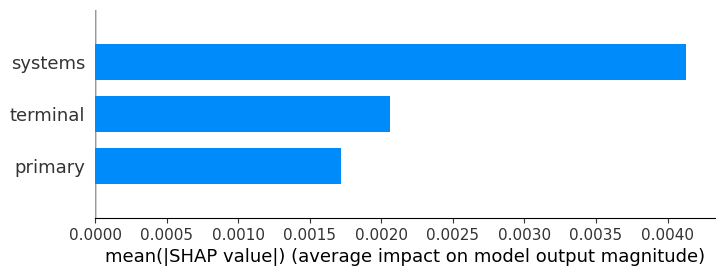 systems
terminal
primary
0.0000 0.0005 0.0010 0.0015 0.0020 0.0025 0.0030 0.0035 0.0040
mean(|SHAP value|) (average impact on model output magnitude)